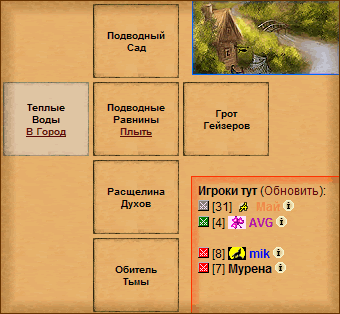 Подводный
Сад
Теплые
Воды
В Город
Подводные
Равнины
Плыть
Грот
Гейзеров
Расщелина
Духов
Обитель
Тьмы
Игроки тут (Обновить):
[31] Май i
[4] AVG i
[8] mik i
[7] Мурена i